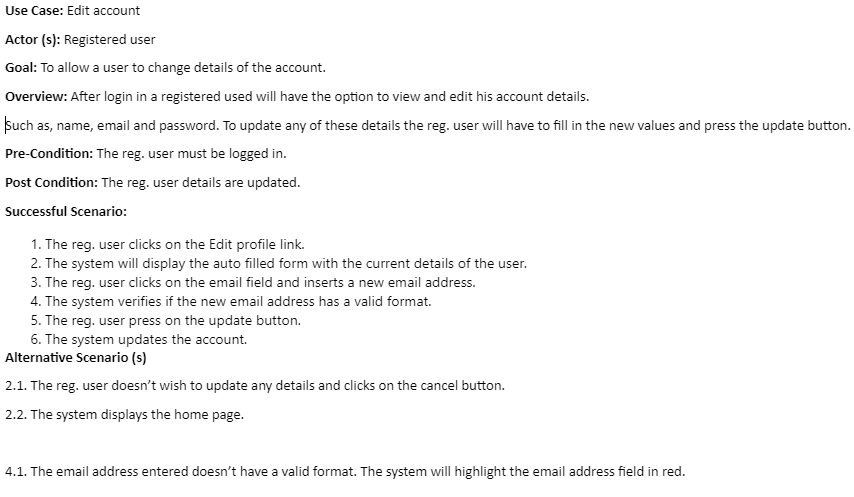 Use Case: Edit account
Actor (s): Registered user
Goal: To allow a user to change details of the account.
Overview: After login in a registered used will have the option to view and edit his account details.
Such as, name, email and password. To update any of these details the reg. user will have to fill in the new values and press the update button.
Pre-Condition: The reg. user must be logged in.
Post Condition: The reg. user details are updated.
Successful Scenario:
1. The reg. user clicks on the Edit profile link.
2. The system will display the auto filled form with the current details of the user.
3. The reg. user clicks on the email field and inserts a new email address.
4. The system verifies if the new email address has a valid format.
5. The reg. user press on the update button.
6. The system updates the account.
Alternative Scenario (s)
2.1. The reg. user doesn’t wish to update any details and clicks on the cancel button.
2.2. The system displays the home page.
4.1. The email address entered doesn’t have a valid format. The system will highlight the email address field in red.